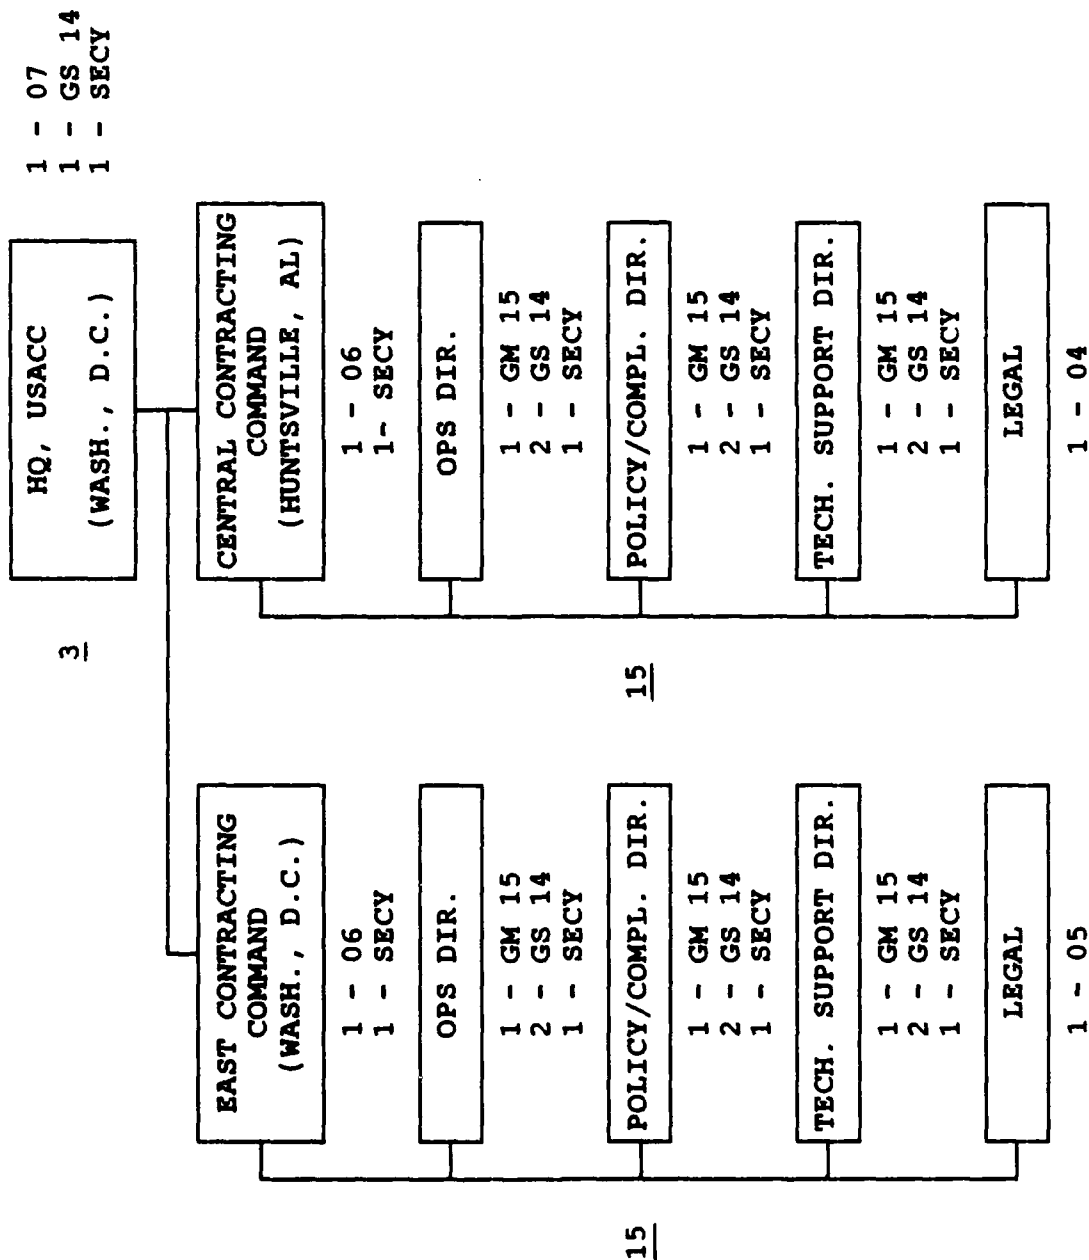 HQ, USACC
(WASH., D.C.)
1 - 07
1 - GS 14
1 - SECY
3
EAST CONTRACTING
COMMAND
(WASH., D.C.)
1 - 06
1 - SECY
OPS DIR.
1 - GM 15
2 - GS 14
1 - SECY
POLICY/COMPL. DIR.
1 - GM 15
2 - GS 14
1 - SECY
TECH. SUPPORT DIR.
1 - GM 15
2 - GS 14
1 - SECY
LEGAL
1 - 05
15
CENTRAL CONTRACTING
COMMAND
(HUNTSVILLE, AL)
1 - 06
1- SECY
OPS DIR.
1 - GM 15
2 - GS 14
1 - SECY
POLICY/COMPL. DIR.
1 - GM 15
2 - GS 14
1 - SECY
TECH. SUPPORT DIR.
1 - GM 15
2 - GS 14
1 - SECY
LEGAL
1 - 04
15